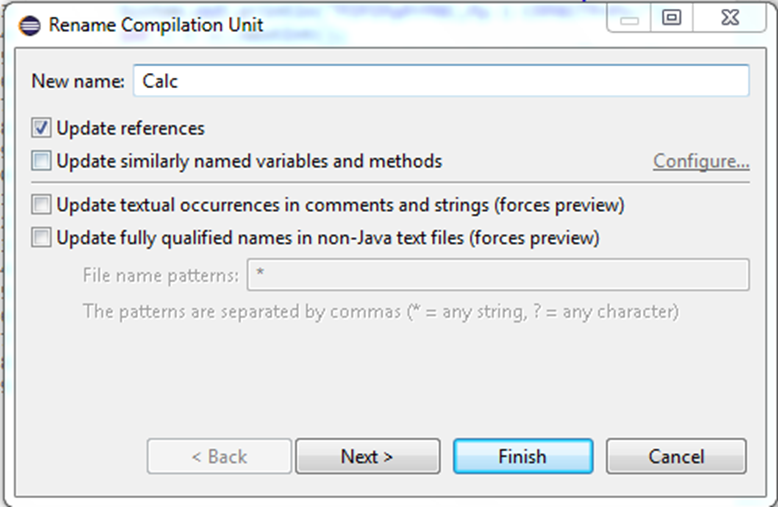 Rename Compilation Unit
New name: Calc
Update references
Update similarly named variables and methods Configure...
Update textual occurrences in comments and strings (forces preview)
Update fully qualified names in non-Java text files (forces preview)
File name patterns: *
The patterns are separated by commas (* = any string, ? = any character)
< Back Next > Finish Cancel